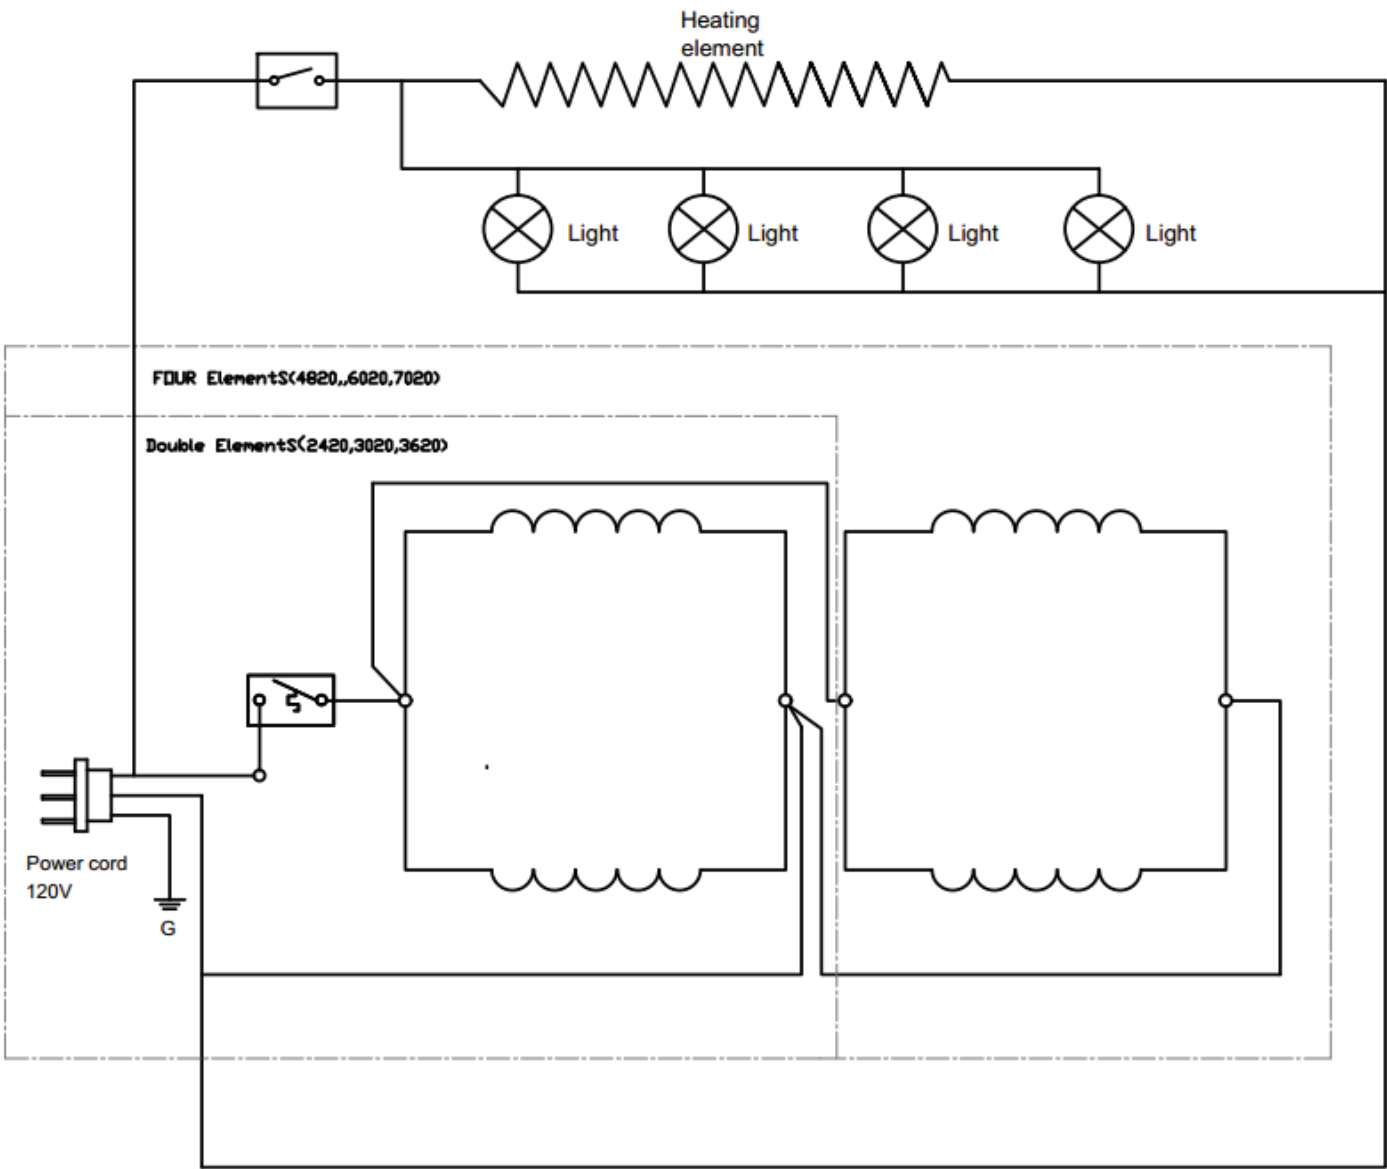 Heating
element
Light
Light
Light
Light
FOUR ElementS(4820,,6020,7020)
Double ElementS(2420,3020,3620)
Power cord
120V
G